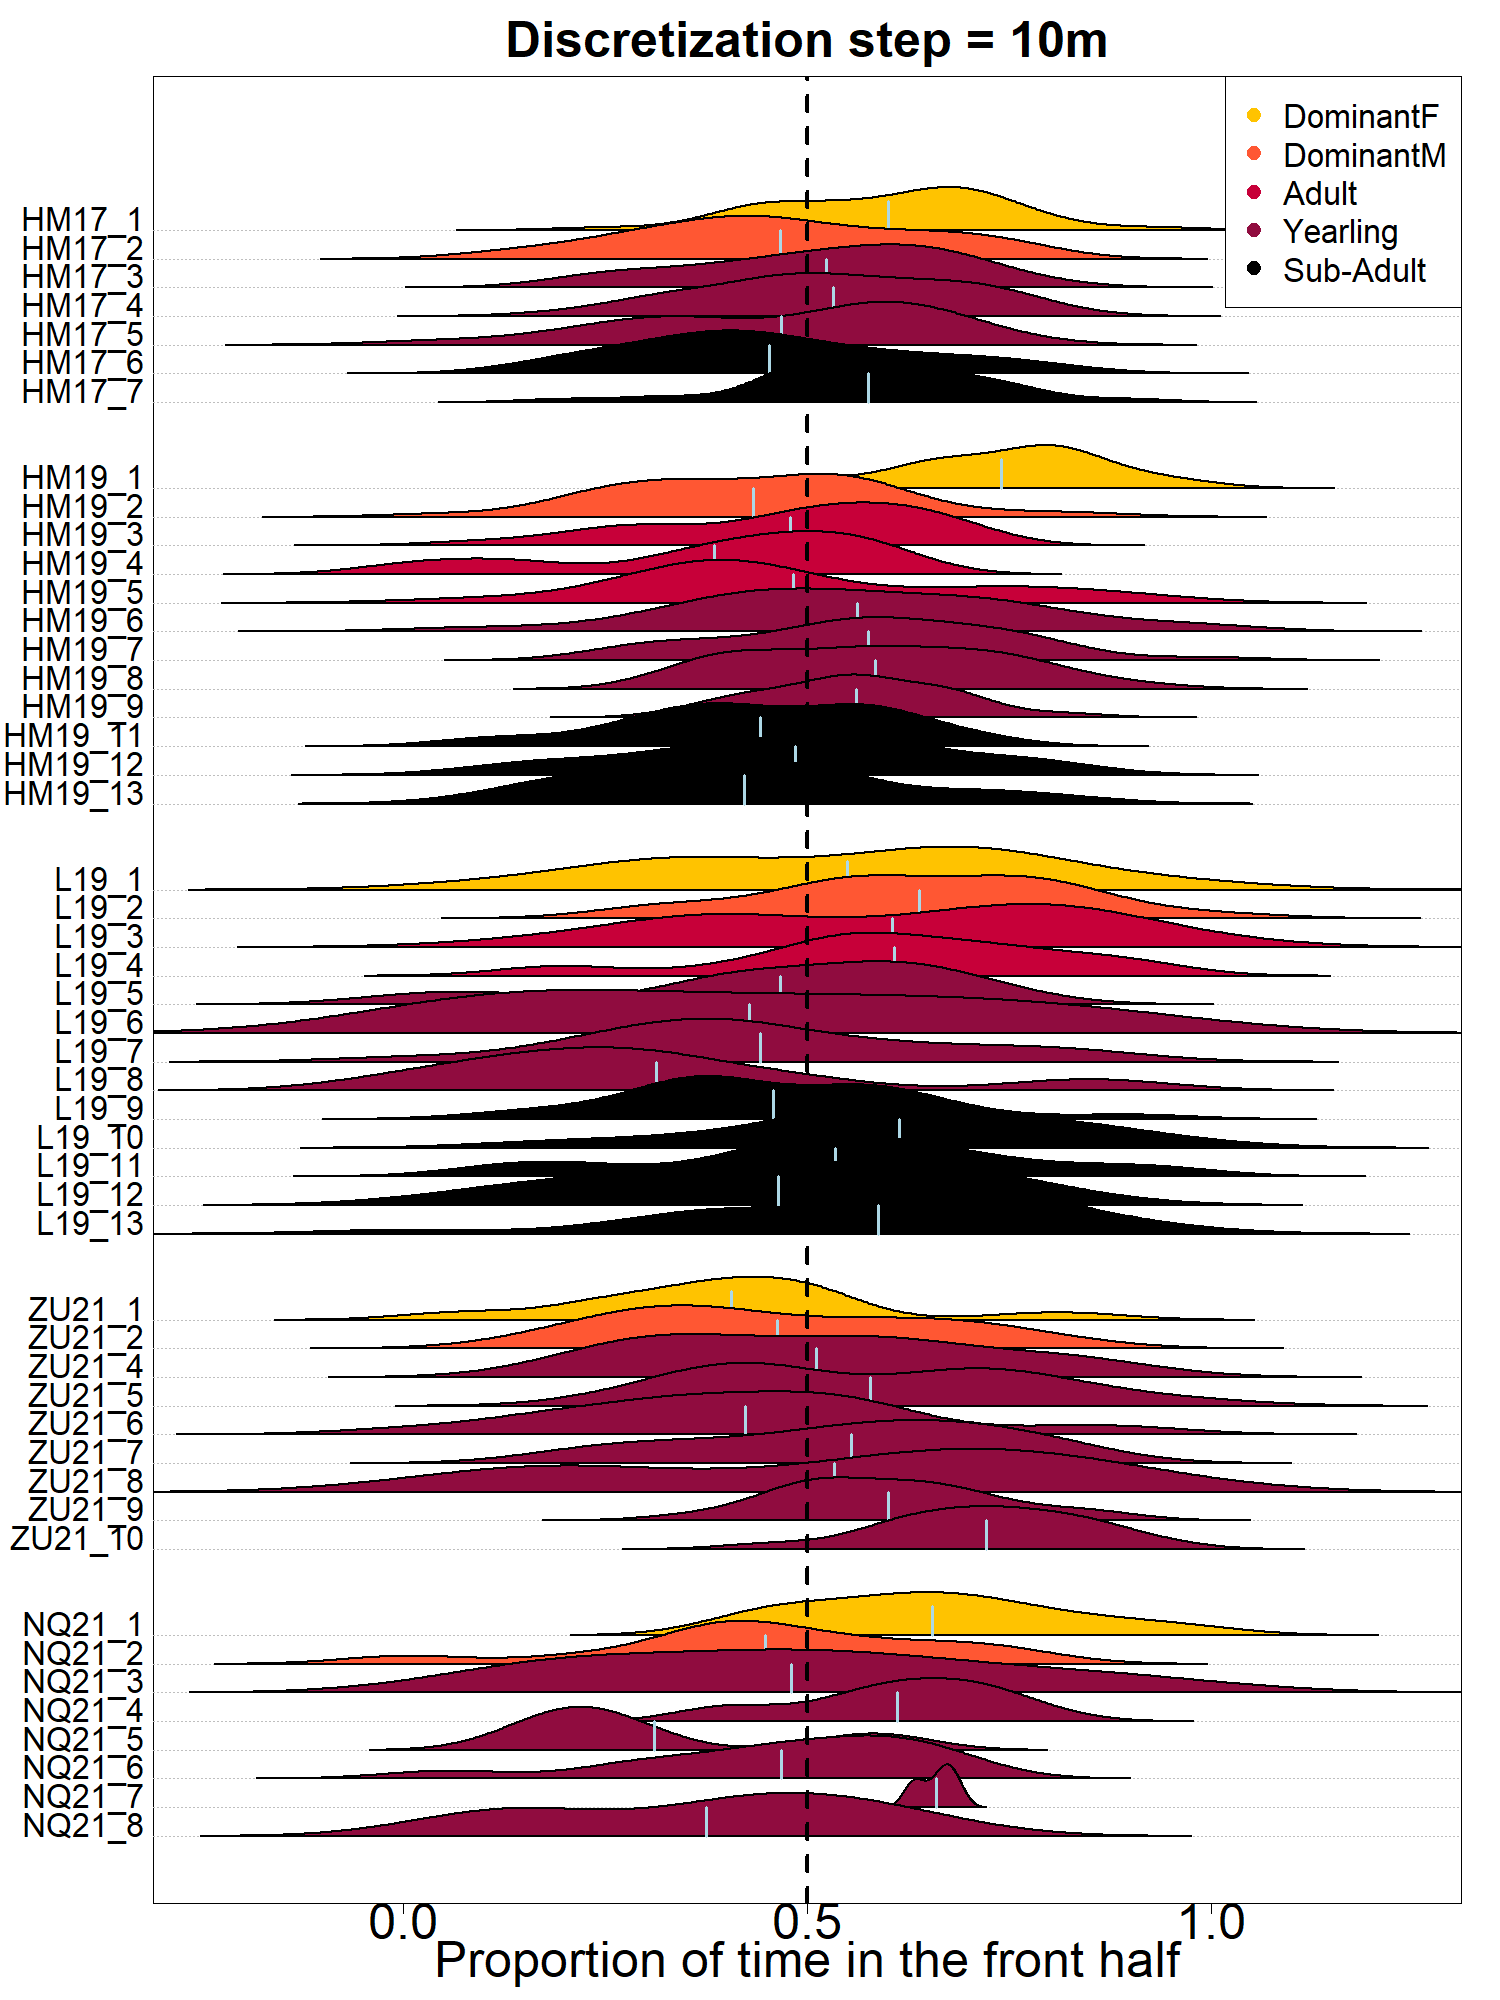 Discretization step = 10m
DominantF
DominantM
Adult
Yearling
Sub-Adult
HM17_1
HM17_2
HM17_3
HM17_4
HM17_5
HM17_6
HM17_7
HM19_1
HM19_2
HM19_3
HM19_4
HM19_5
HM19_6
HM19_7
HM19_8
HM19_9
HM19_11
HM19_12
HM19_13
L19_1
L19_2
L19_3
L19_4
L19_5
L19_6
L19_7
L19_8
L19_9
L19_10
L19_11
L19_12
L19_13
ZU21_1
ZU21_2
ZU21_4
ZU21_5
ZU21_6
ZU21_7
ZU21_8
ZU21_9
ZU21_10
NQ21_1
NQ21_2
NQ21_3
NQ21_4
NQ21_5
NQ21_6
NQ21_7
NQ21_8
0.0 0.5 1.0
Proportion of time in the front half